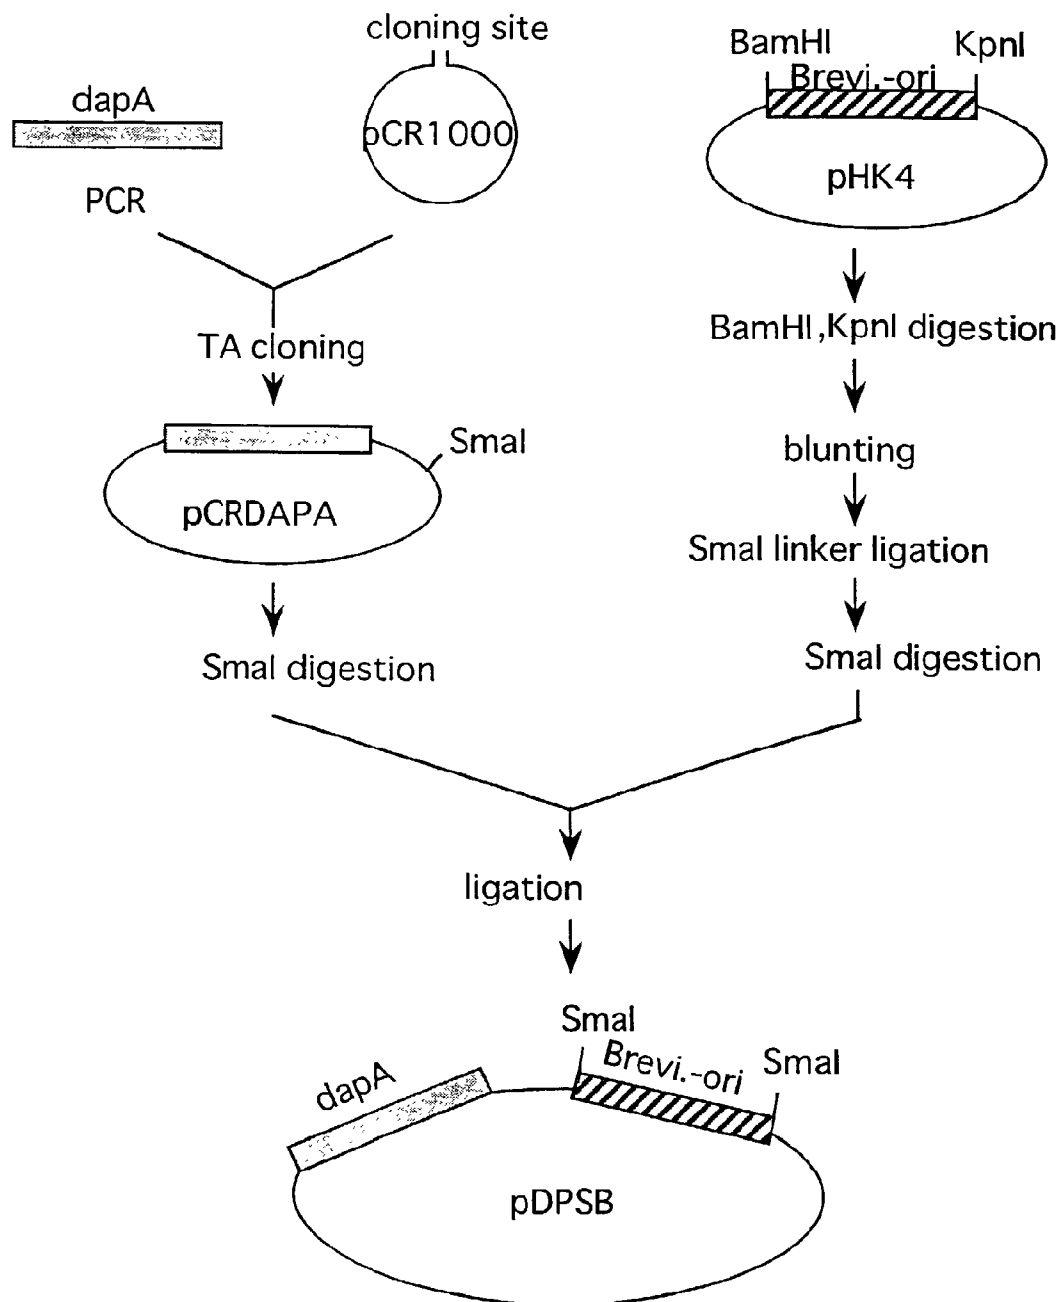 cloning site
dapA
pCR1000
PCR
TA cloning
SmaI
pCRDAPA
SmaI digestion
BamHI
KpnI
Brevi.-ori
pHK4
BamHI,KpnI digestion
blunting
SmaI linker ligation
SmaI digestion
ligation
SmaI
Brevi.-ori
SmaI
dapA
pDPSB